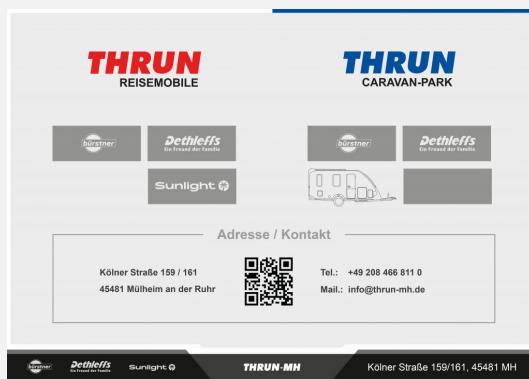 THRUN
REISEMOBILE
THRUN
CARAVAN-PARK
bürstner
Dethleffs
Ein Freund der Familie
bürstner
Dethleffs
Ein Freund der Familie
Sunlight
Adresse / Kontakt
Kölner Straße 159 / 161
45481 Mülheim an der Ruhr
Tel.: +49 208 466 811 0
Mail.: info@thrun-mh.de
bürstner
Dethleffs
Ein Freund der Familie
Sunlight
THRUN-MH
Kölner Straße 159/161, 45481 MH